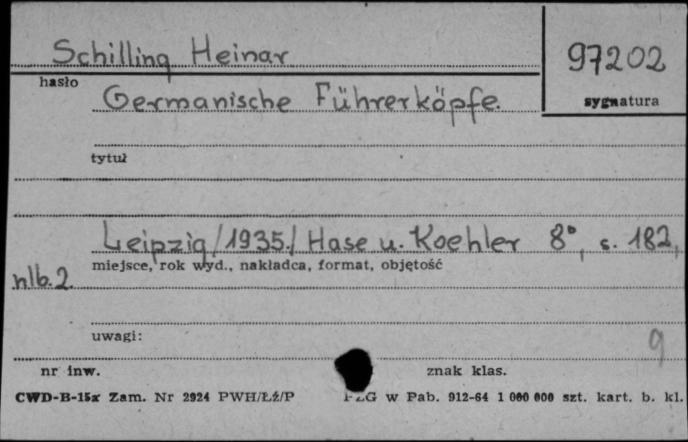 Schilling Heinar
97202
hasło
sygnatura
Germanische Führerköpfe.
tytuł
Leipzig /1935./ Hase u. Koehler 8°, s. 182,
miejsce, rok wyd., nakładca, format, objętość
nlb. 2.
uwagi:
9
nr inw.
znak klas.
CWD-B-15x Zam. Nr 2924 PWH/Łź/P
PZG w Pab. 912-64 1 000 000 szt. kart. b. kl.